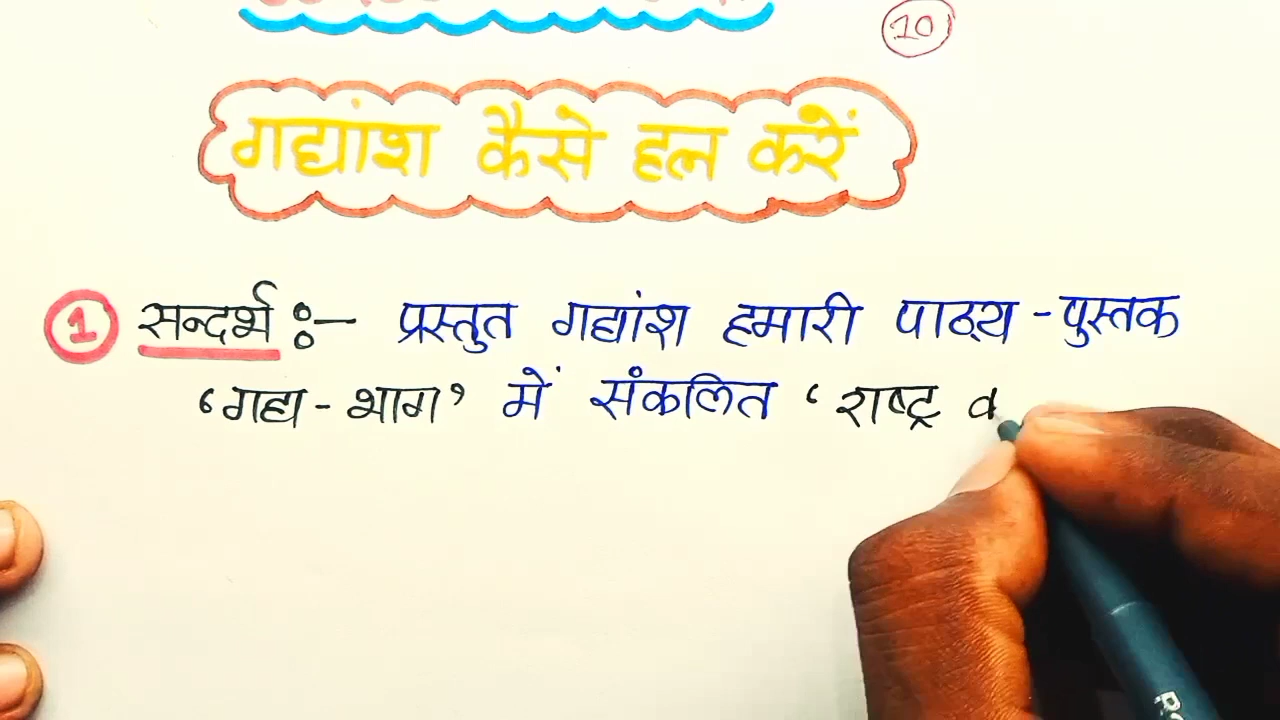 10
गद्यांश कैसे हल करें
1 सन्दर्भ :- प्रस्तुत गद्यांश हमारी पाठ्य-पुस्तक
‘गद्य-भाग’ में संकलित ‘राष्ट्र